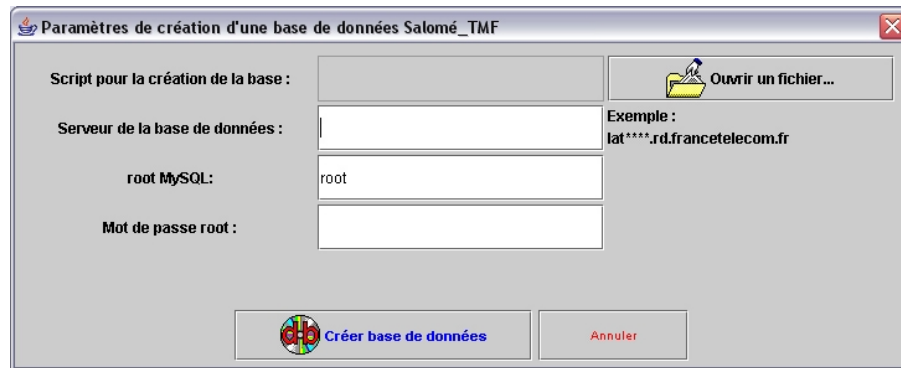 Paramètres de création d'une base de données Salomé_TMF
Script pour la création de la base :
Ouvrir un fichier...
Serveur de la base de données :
Exemple :
lat****.rd.francetelecom.fr
root MySQL:
root
Mot de passe root :
d-b
Créer base de données
Annuler